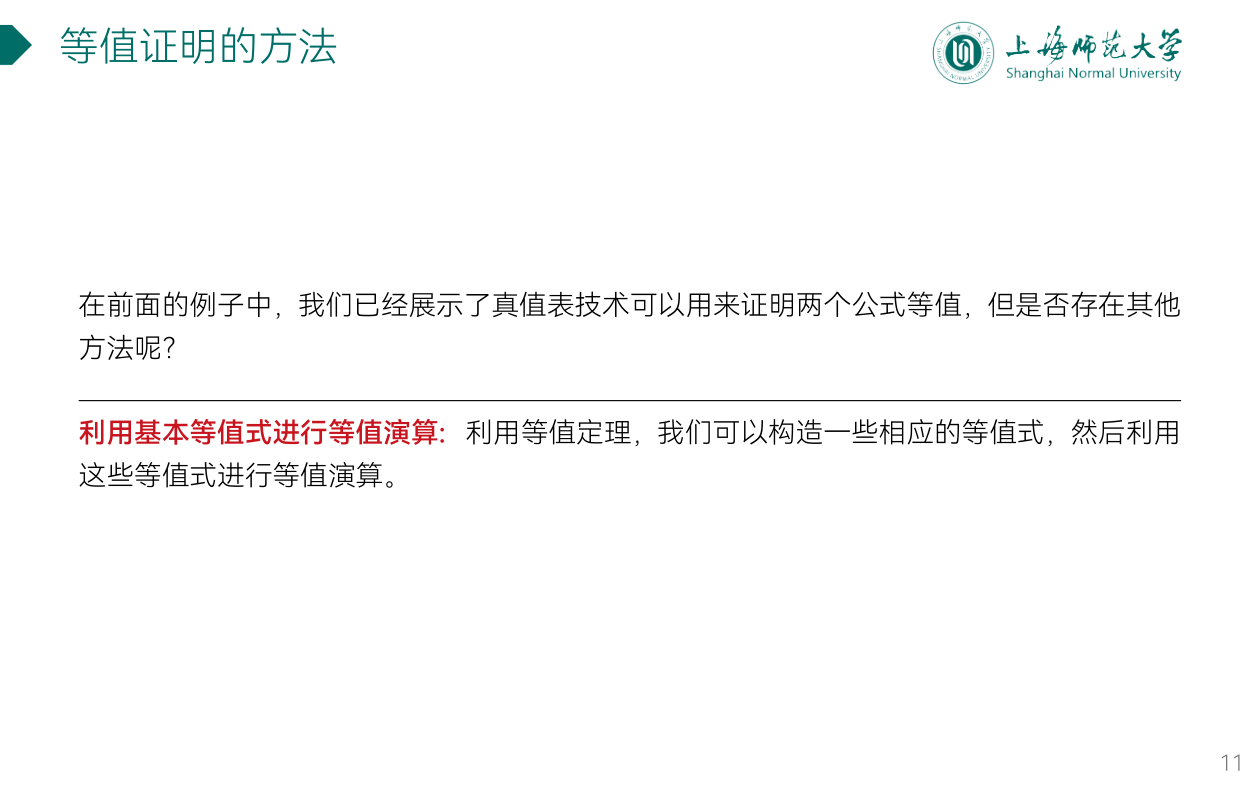 等值证明的方法
上海师范大学
Shanghai Normal University
在前面的例子中，我们已经展示了真值表技术可以用来证明两个公式等值，但是否存在其他
方法呢？
利用基本等值式进行等值演算：利用等值定理，我们可以构造一些相应的等值式，然后利用
这些等值式进行等值演算。
11